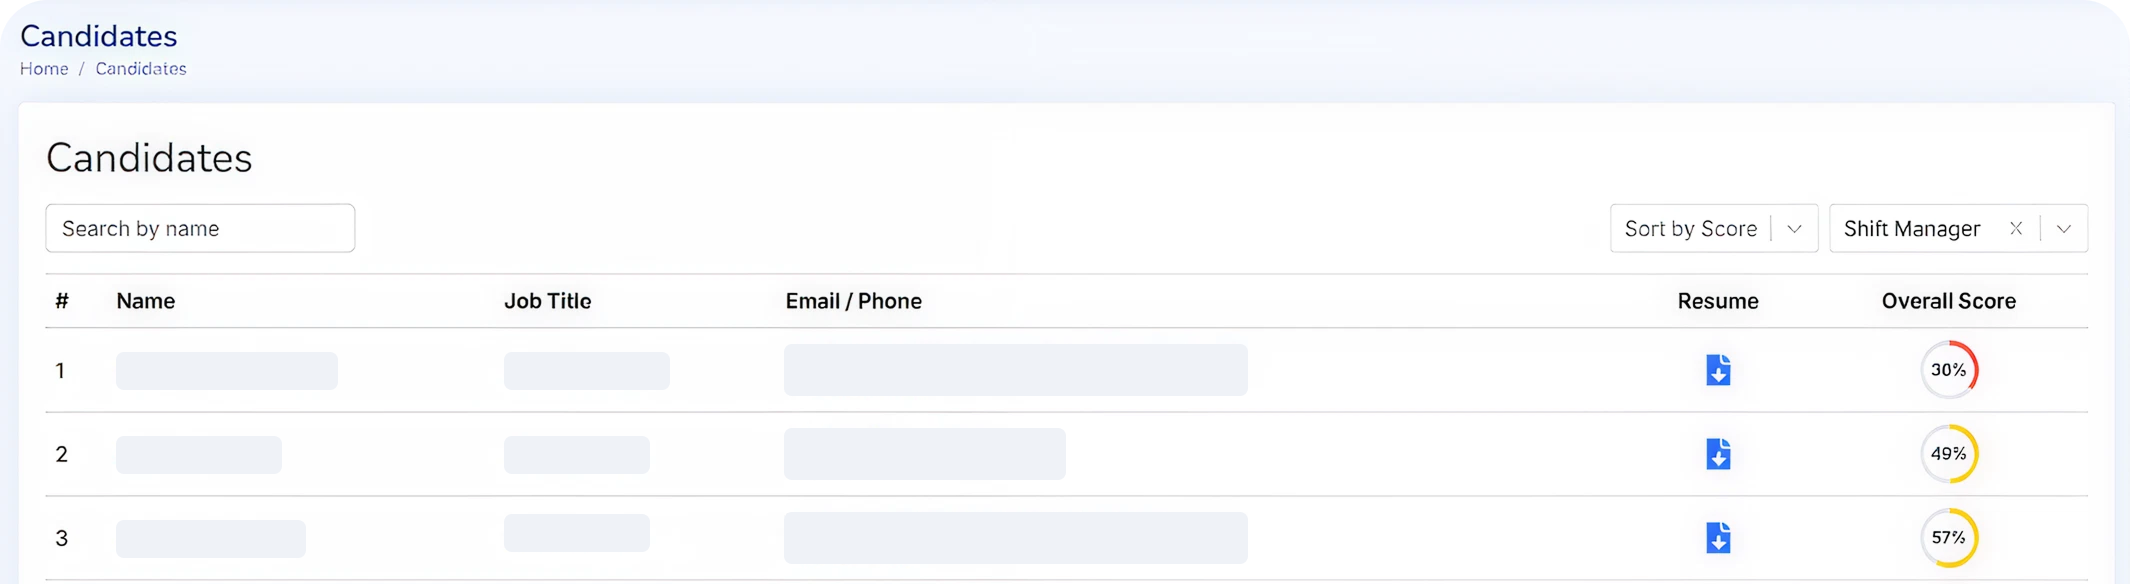 Candidates
Home / Candidates
Candidates
Search by name
Sort by Score
Shift Manager
# Name Job Title Email / Phone Resume Overall Score
1 30%
2 49%
3 57%